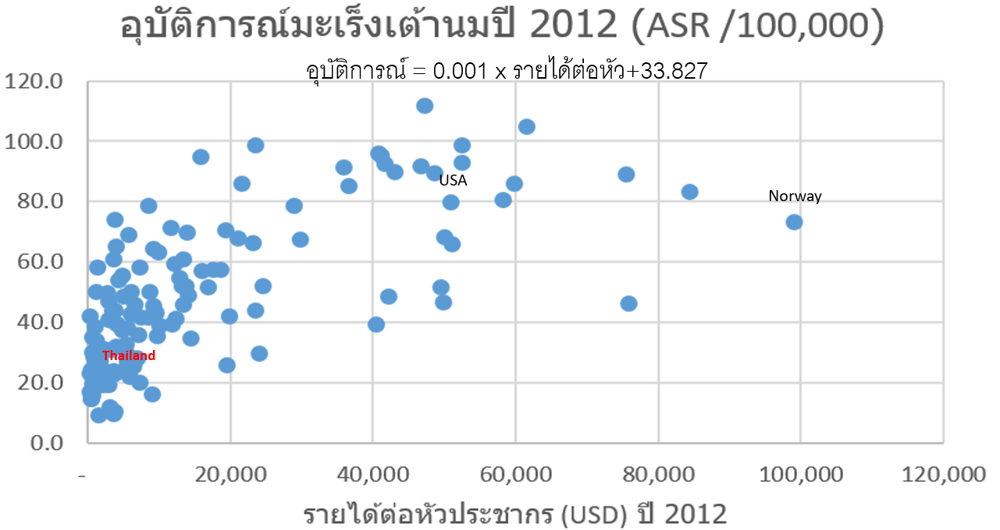 อุบัติการณ์มะเร็งเต้านมปี 2012 (ASR /100,000)
อุบัติการณ์ = 0.001 x รายได้ต่อหัว+33.827
120.0
100.0
80.0
60.0
40.0
20.0
0.0
USA
Norway
Thailand
- 20,000 40,000 60,000 80,000 100,000 120,000
รายได้ต่อหัวประชากร (USD) ปี 2012